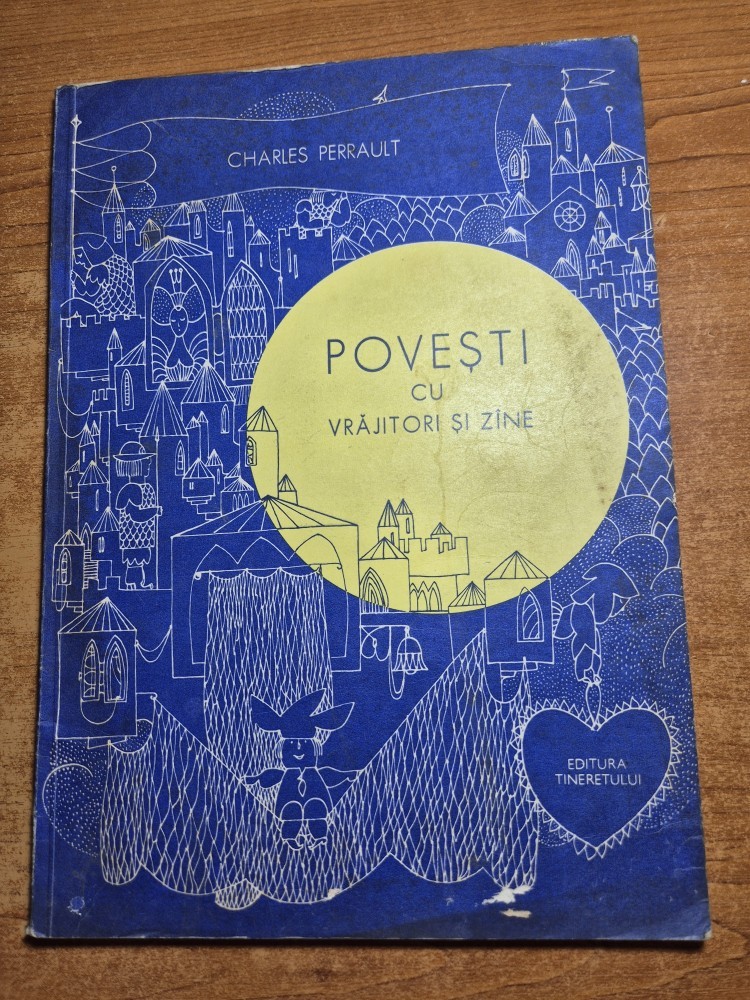 CHARLES PERRAULT
POVEȘTI
CU
VRĂJITORI ȘI ZÎNE
EDITURA
TINERETULUI